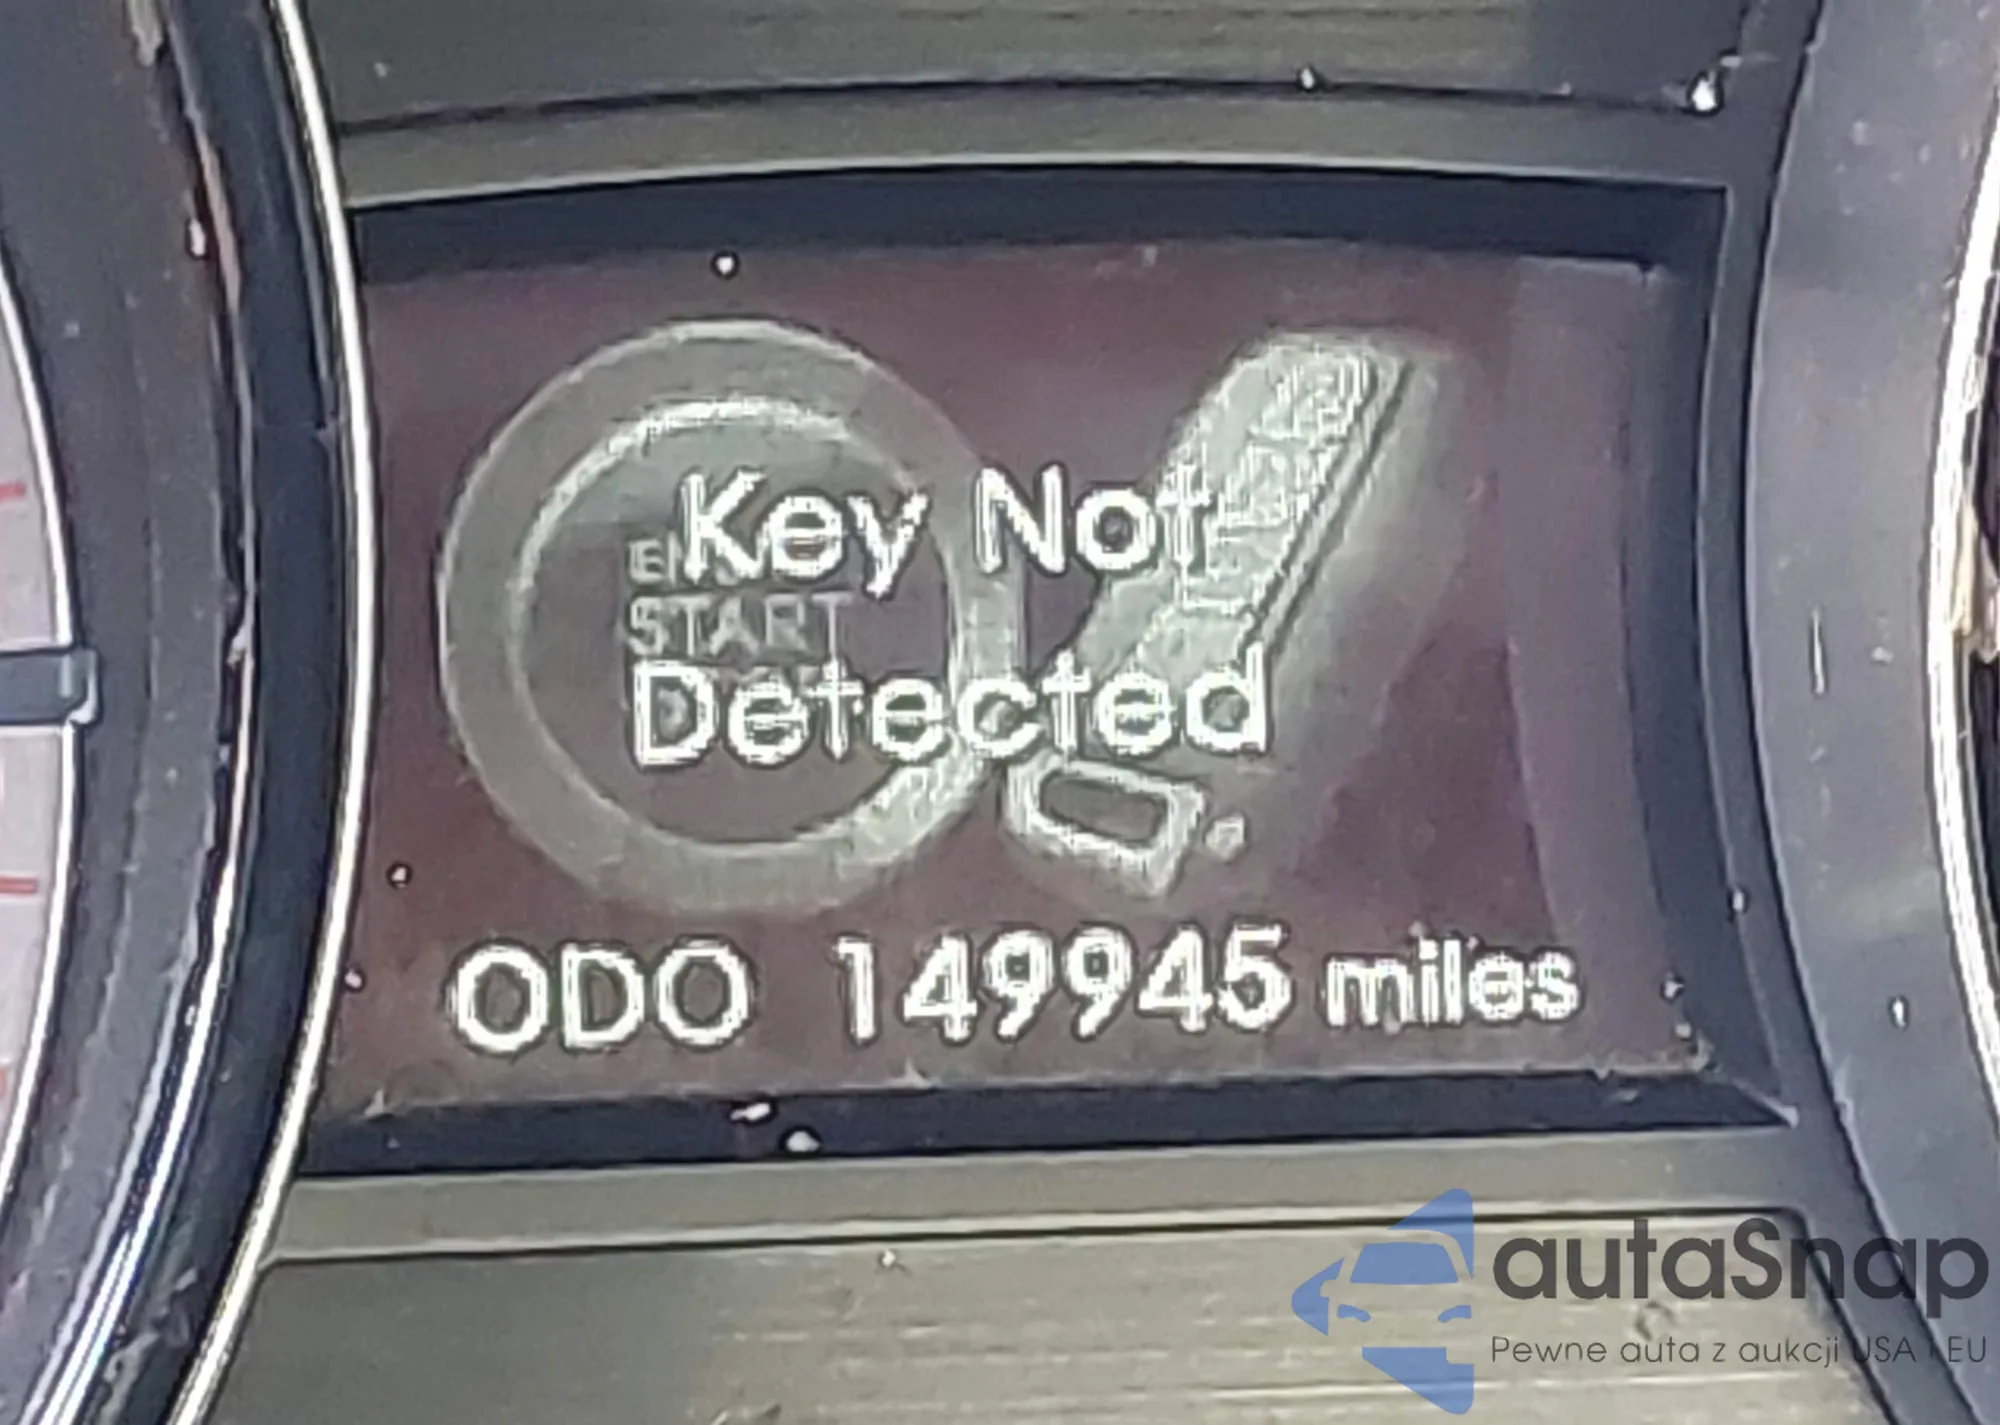 Key Not
START
Detected
ODO 149945 miles
autaSnap
Pewne auta z aukcji USA i EU